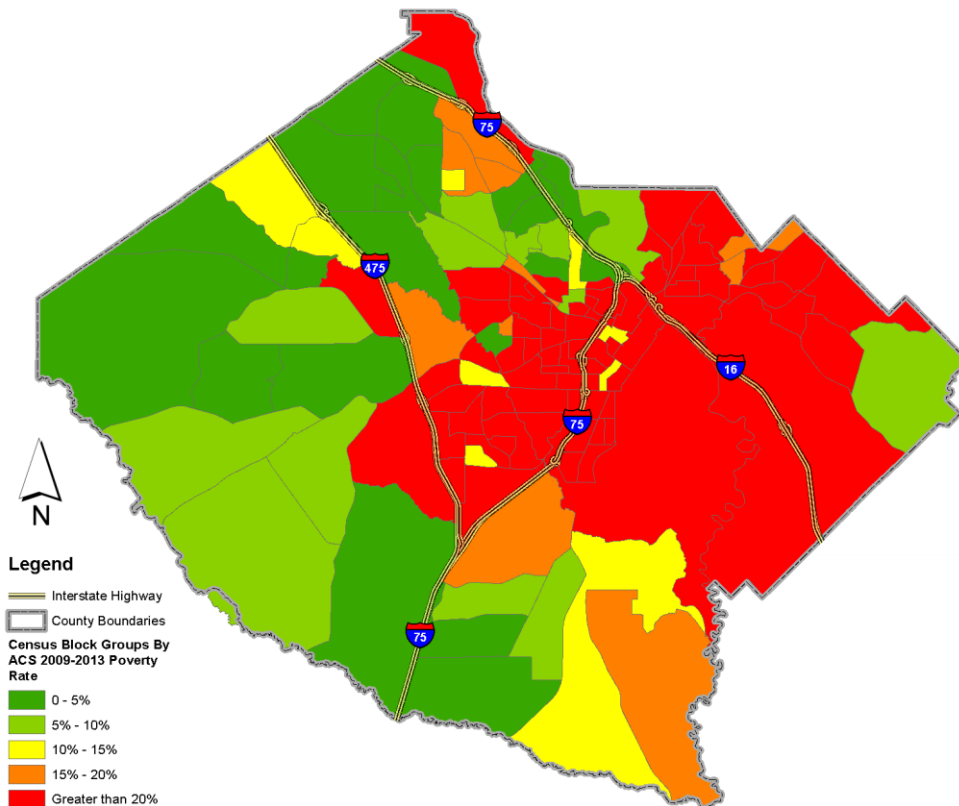 75
475
16
75
75
N
Legend
Interstate Highway
County Boundaries
Census Block Groups By
ACS 2009-2013 Poverty
Rate
0 - 5%
5% - 10%
10% - 15%
15% - 20%
Greater than 20%